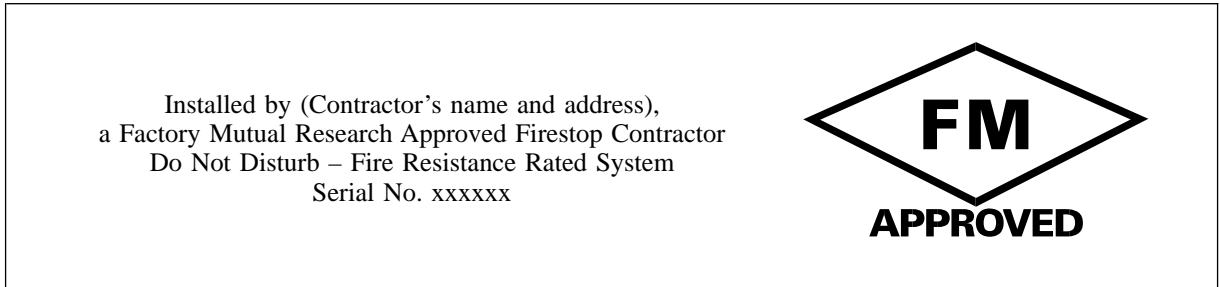 Installed by (Contractor’s name and address),
a Factory Mutual Research Approved Firestop Contractor
Do Not Disturb – Fire Resistance Rated System
Serial No. xxxxxx
FM
APPROVED